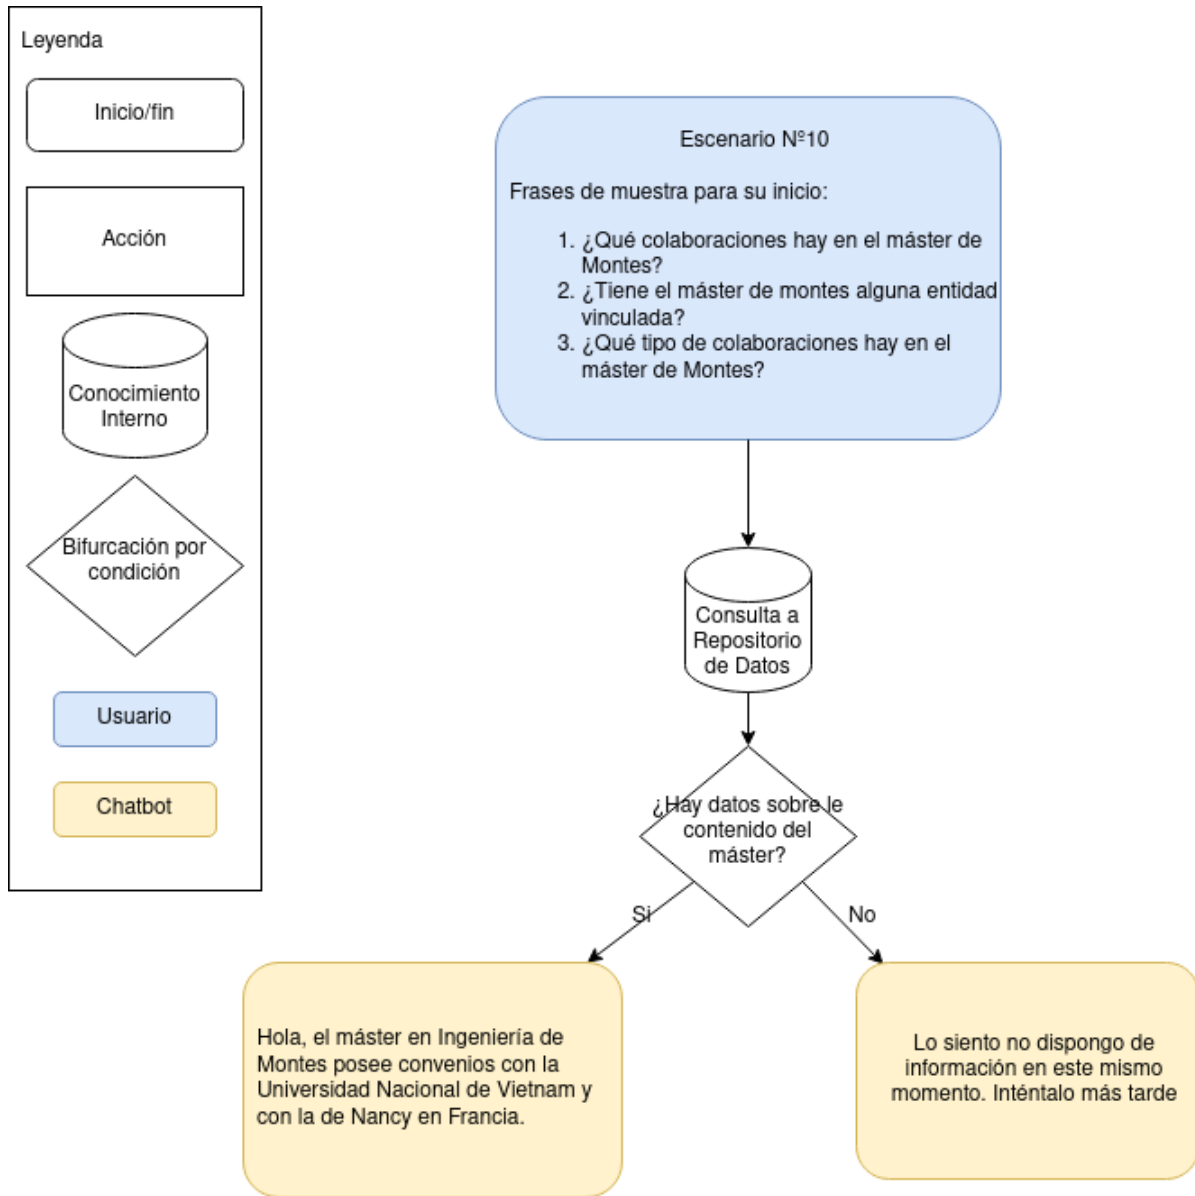 Leyenda
Inicio/fin
Acción
Conocimiento
Interno
Bifurcación por
condición
Usuario
Chatbot
Escenario Nº10
Frases de muestra para su inicio:
1. ¿Qué colaboraciones hay en el máster de
Montes?
2. ¿Tiene el máster de montes alguna entidad
vinculada?
3. ¿Qué tipo de colaboraciones hay en el
máster de Montes?
Consulta a
Repositorio
de Datos
¿Hay datos sobre le
contenido del
máster?
Si
No
Hola, el máster en Ingeniería de
Montes posee convenios con la
Universidad Nacional de Vietnam y
con la de Nancy en Francia.
Lo siento no dispongo de
información en este mismo
momento. Inténtalo más tarde